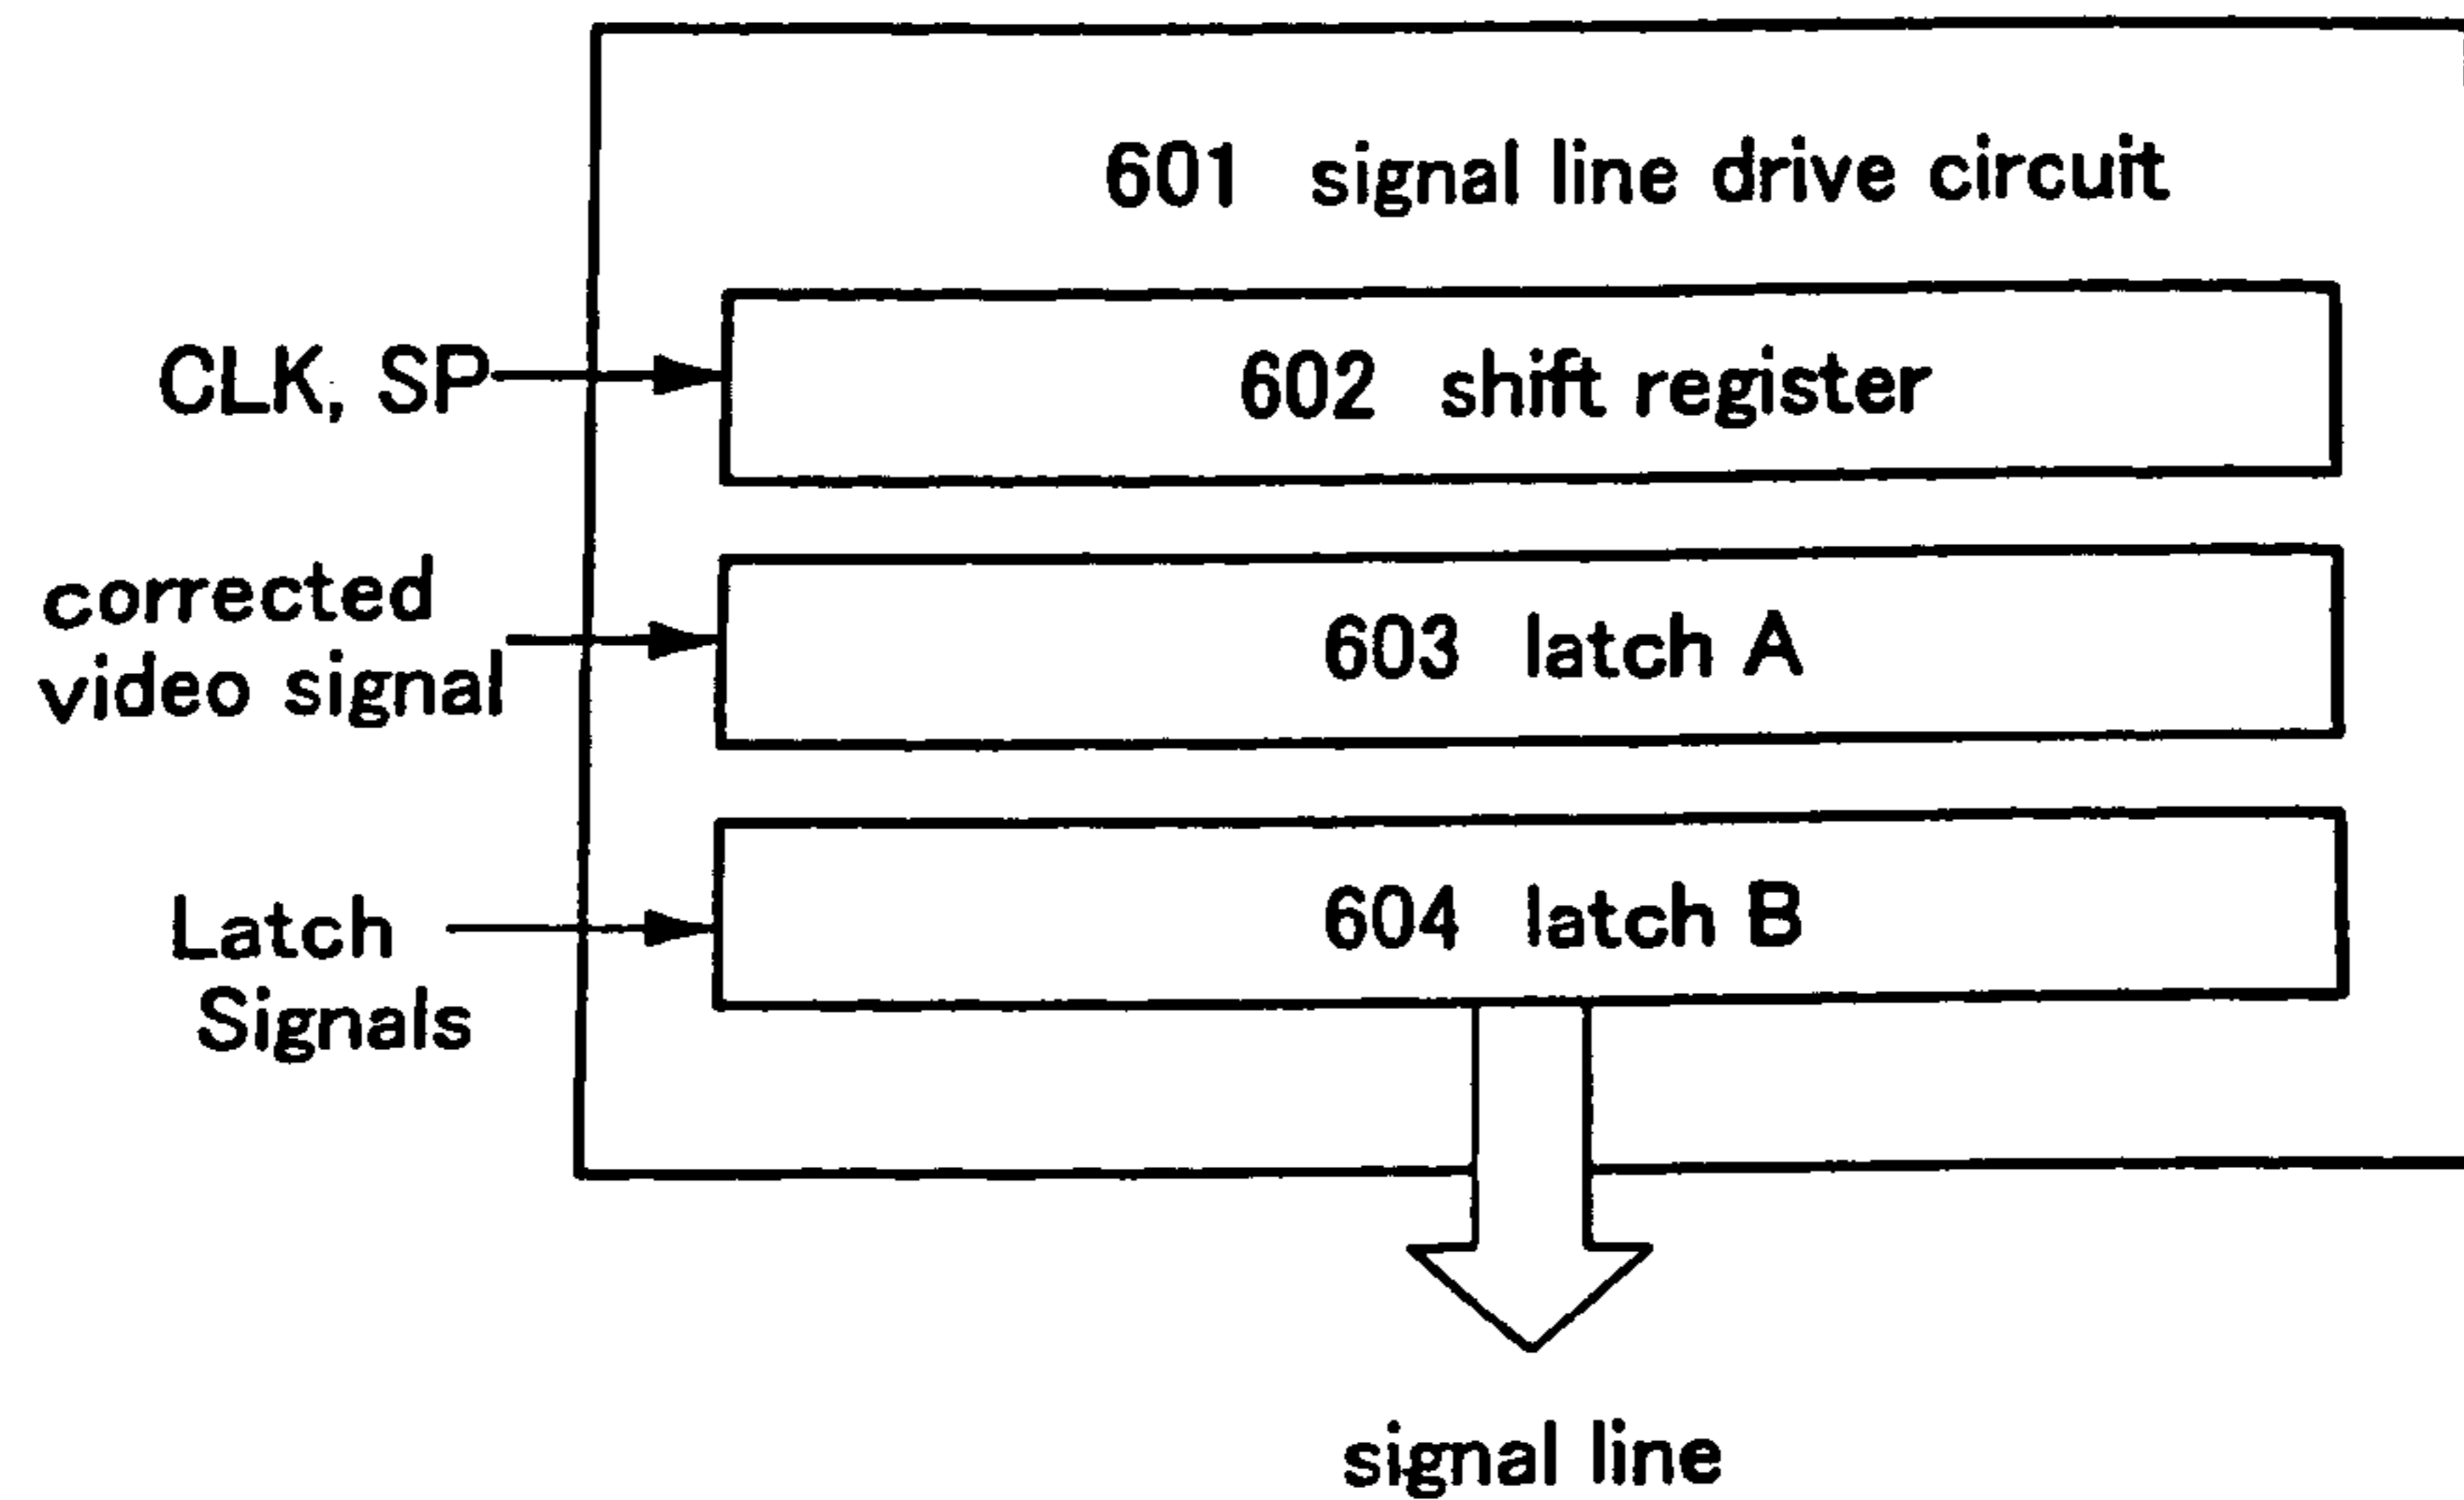 601 signal line drive circuit
CLK, SP
602 shift register
corrected
video signal
603 latch A
Latch
Signals
604 latch B
signal line